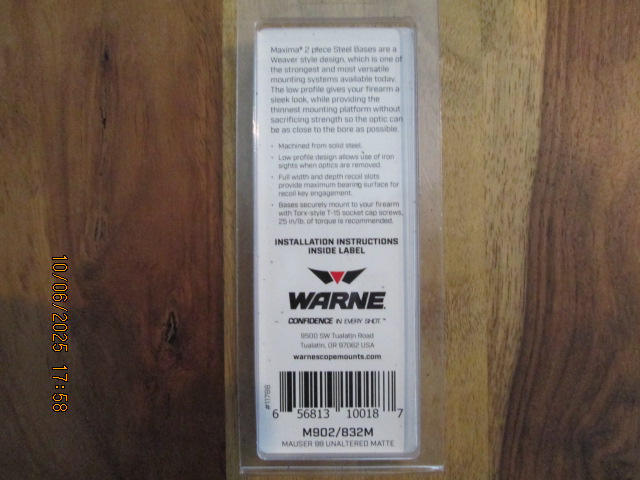 Maxima® 2 piece Steel Bases are a
Weaver style design, which is one of
the strongest and most versatile
mounting systems available today.
The low profile gives your firearm a
sleek look, while providing the
thinnest mounting platform without
sacrificing strength so the optic can
be as close to the bore as possible.
• Machined from solid steel.
• Low profile design allows use of iron
sights when optics are removed.
• Full width and depth recoil slots
provide maximum bearing surface for
recoil key engagement.
• Bases securely mount to your firearm
with Torx-style T-15 socket cap screws,
25 in/lb. of torque is recommended.
INSTALLATION INSTRUCTIONS
INSIDE LABEL
WARNE
CONFIDENCE IN EVERY SHOT.™
9500 SW Tualatin Road
Tualatin, OR 97062 USA
warnescopemounts.com
#11788
6 56813 10018 7
M902/832M
MAUSER 98 UNALTERED MATTE
10/06/2025 17:58